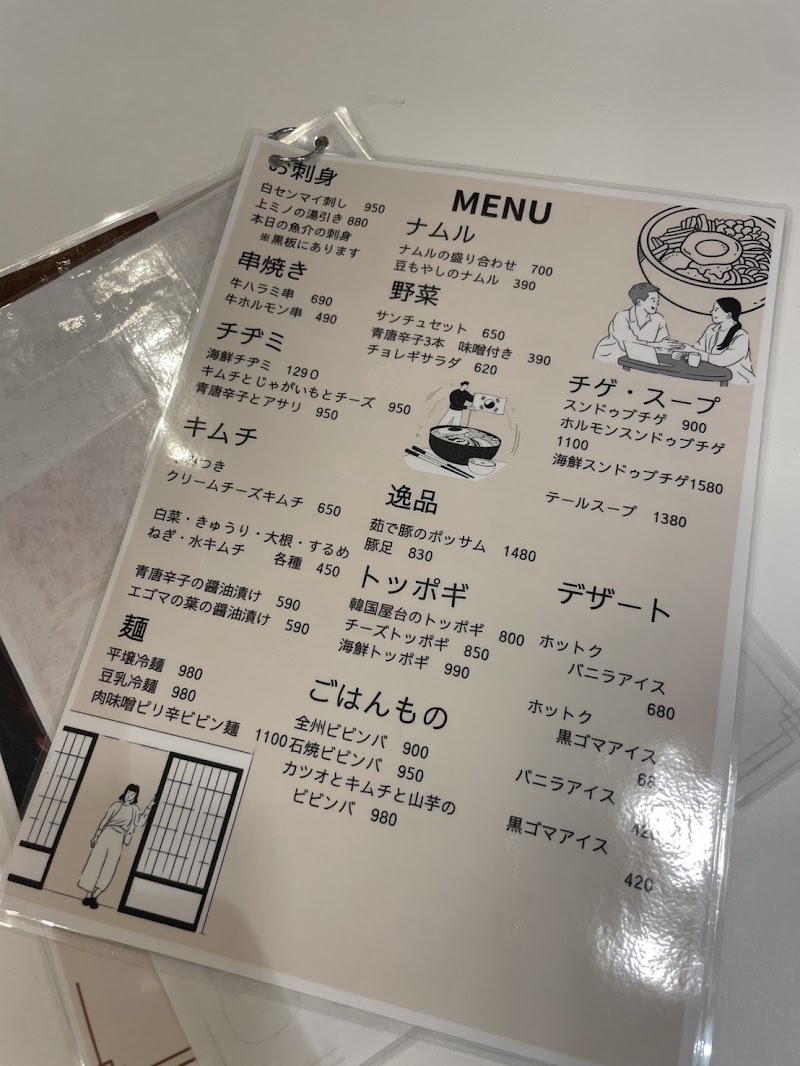 MENU
お刺身
白センマイ刺し 950
上ミノの湯引き 880
本日の魚介の刺身
※黒板にあります
串焼き
牛ハラミ串 690
牛ホルモン串 490
チヂミ
海鮮チヂミ 1290
キムチとじゃがいもとチーズ 950
青唐辛子とアサリ 950
キムチ
クリームチーズキムチ 650
白菜・きゅうり・大根・するめ
ねぎ・水キムチ 各種 450
青唐辛子の醤油漬け 590
エゴマの葉の醤油漬け 590
麺
平壌冷麺 980
豆乳冷麺 980
肉味噌ピリ辛ビビン麺 1100
ナムル
ナムルの盛り合わせ 700
豆もやしのナムル 390
野菜
サンチュセット 650
青唐辛子3本 味噌付き 390
チョレギサラダ 620
逸品
茹で豚のポッサム 1480
豚足 830
トッポギ
韓国屋台のトッポギ 800
チーズトッポギ 850
海鮮トッポギ 990
ごはんもの
全州ビビンバ 900
石焼ビビンバ 950
カツオとキムチと山芋の
ビビンバ 980
チゲ・スープ
スンドゥブチゲ 900
ホルモンスンドゥブチゲ
1100
海鮮スンドゥブチゲ1580
テールスープ 1380
デザート
ホットク
バニラアイス
680
ホットク
黒ゴマアイス
バニラアイス
黒ゴマアイス
420